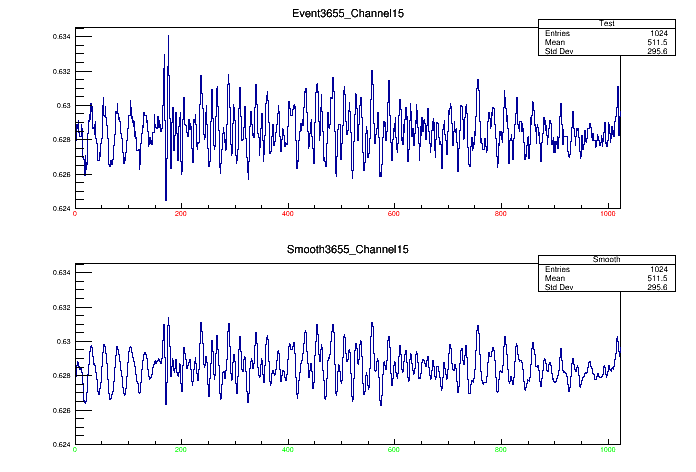 Event3655_Channel15
Test
Entries 1024
Mean 511.5
Std Dev 295.6
0.634
0.632
0.63
0.628
0.626
0.624
0 200 400 600 800 1000
Smooth3655_Channel15
Smooth
Entries 1024
Mean 511.5
Std Dev 295.6
0.634
0.632
0.63
0.628
0.626
0.624
0 200 400 600 800 1000